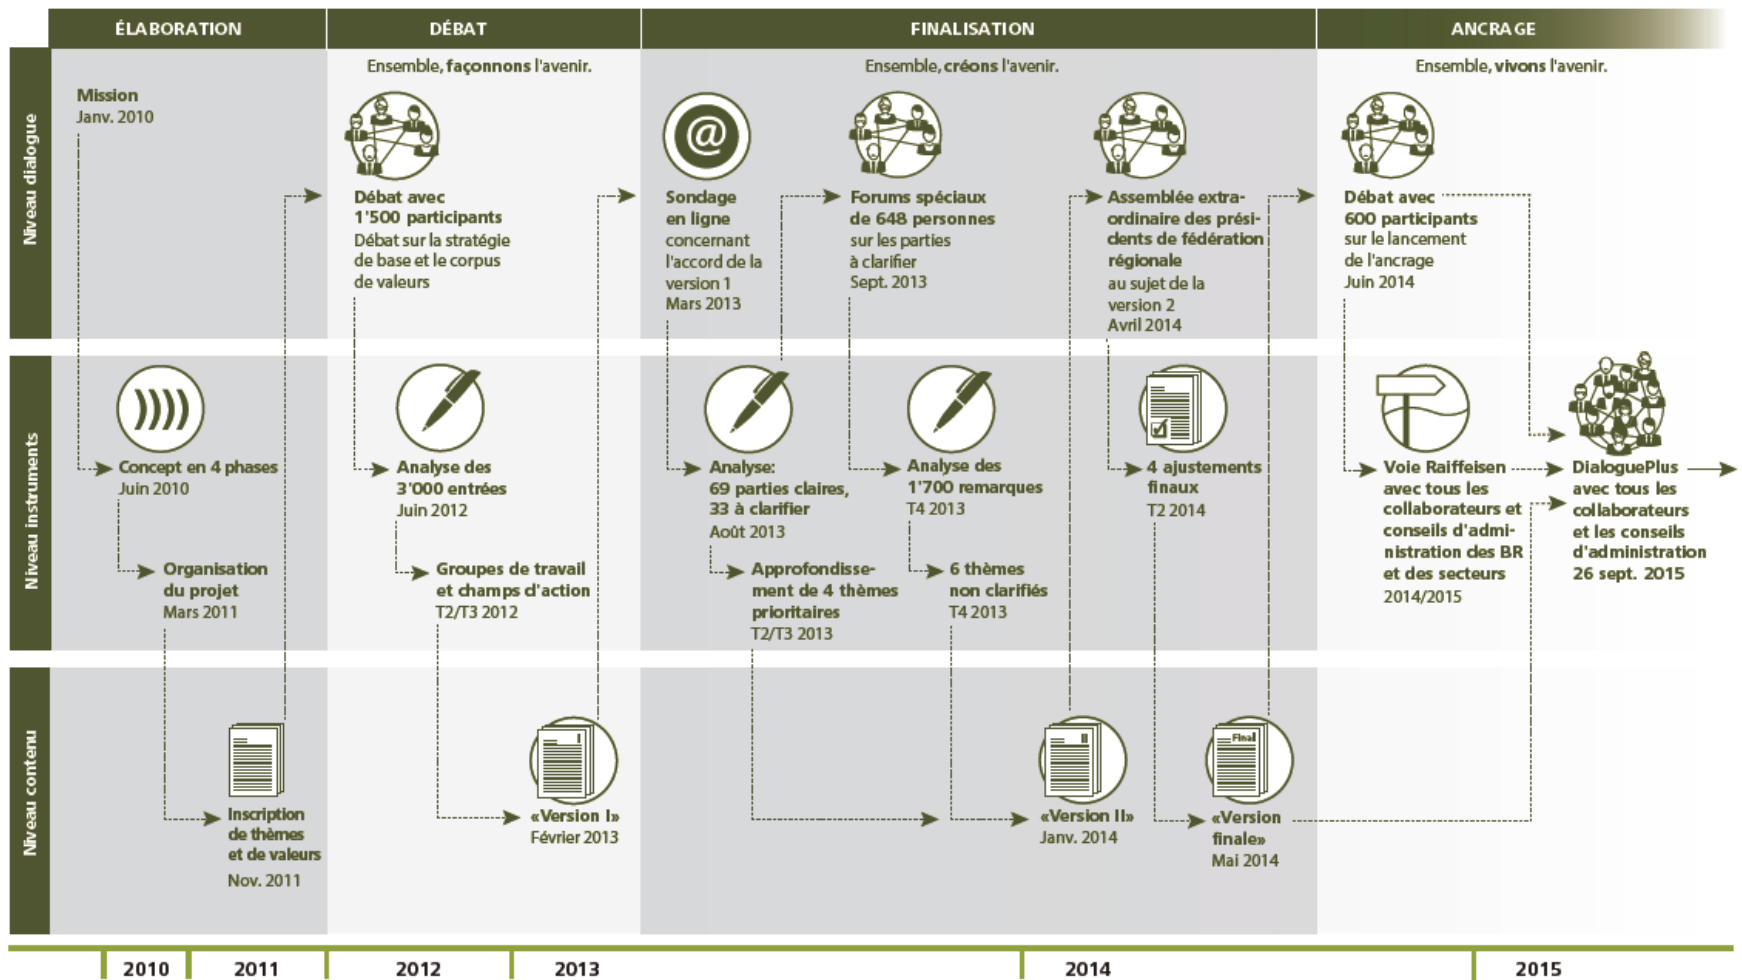 ÉLABORATION
DÉBAT
FINALISATION
ANCRAGE
Ensemble, façonnons l'avenir.
Ensemble, créons l'avenir.
Ensemble, vivons l'avenir.
Niveau dialogue
Mission
Janv. 2010
Débat avec
1'500 participants
Débat sur la stratégie
de base et le corpus
de valeurs
@
Sondage
en ligne
concernant
l'accord de la
version 1
Mars 2013
Forums spéciaux
de 648 personnes
sur les parties
à clarifier
Sept. 2013
Assemblée extra-
ordinaire des prési-
dents de fédération
régionale
au sujet de la
version 2
Avril 2014
Débat avec
600 participants
sur le lancement
de l'ancrage
Juin 2014
Niveau instruments
Concept en 4 phases
Juin 2010
Organisation
du projet
Mars 2011
Analyse des
3'000 entrées
Juin 2012
Groupes de travail
et champs d'action
T2/T3 2012
Analyse:
69 parties claires,
33 à clarifier
Août 2013
Approfondisse-
ment de 4 thèmes
prioritaires
T2/T3 2013
Analyse des
1'700 remarques
T4 2013
6 thèmes
non clarifiés
T4 2013
4 ajustements
finaux
T2 2014
Voie Raiffeisen
avec tous les
collaborateurs et
conseils d'admi-
nistration des BR
et des secteurs
2014/2015
DialoguePlus
avec tous les
collaborateurs
et les conseils
d'administration
26 sept. 2015
Niveau contenu
Inscription
de thèmes
et de valeurs
Nov. 2011
I
«Version I»
Février 2013
II
«Version II»
Janv. 2014
Final
«Version
finale»
Mai 2014
2010
2011
2012
2013
2014
2015